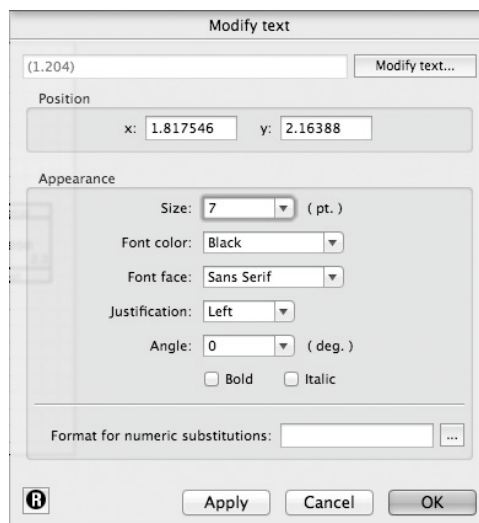 Modify text
(1.204) Modify text...
Position
x: 1.817546 y: 2.16388
Appearance
Size: 7 ( pt. )
Font color: Black
Font face: Sans Serif
Justification: Left
Angle: 0 ( deg. )
Bold Italic
Format for numeric substitutions: ...
R Apply Cancel OK